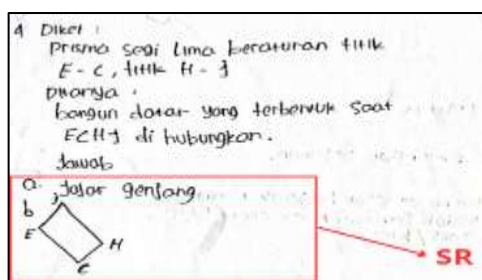 4 Diket :
Prisma segi lima beraturan titik
E - C, titik H - J
Ditanya :
bangun datar yang terbentuk saat
ECHJ di hubungkan.
Jawab
a. Jajar genjang
b
J
E
H
C
SR